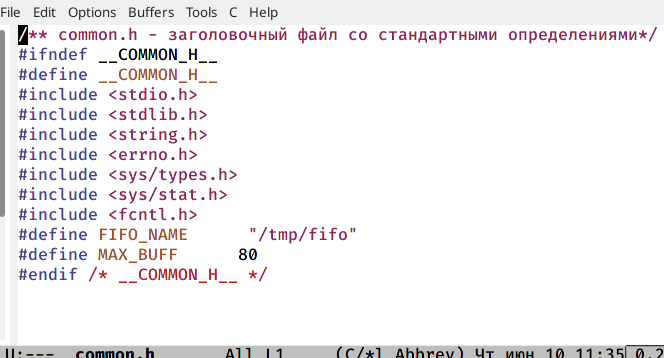 File Edit Options Buffers Tools C Help
/** common.h - заголовочный файл со стандартными определениями*/
#ifndef __COMMON_H__
#define __COMMON_H__
#include <stdio.h>
#include <stdlib.h>
#include <string.h>
#include <errno.h>
#include <sys/types.h>
#include <sys/stat.h>
#include <fcntl.h>
#define FIFO_NAME "/tmp/fifo"
#define MAX_BUFF 80
#endif /* __COMMON_H__ */
U:--- common.h All L1 (C/*l Abbrev) Чт июн 10 11:35 0.2